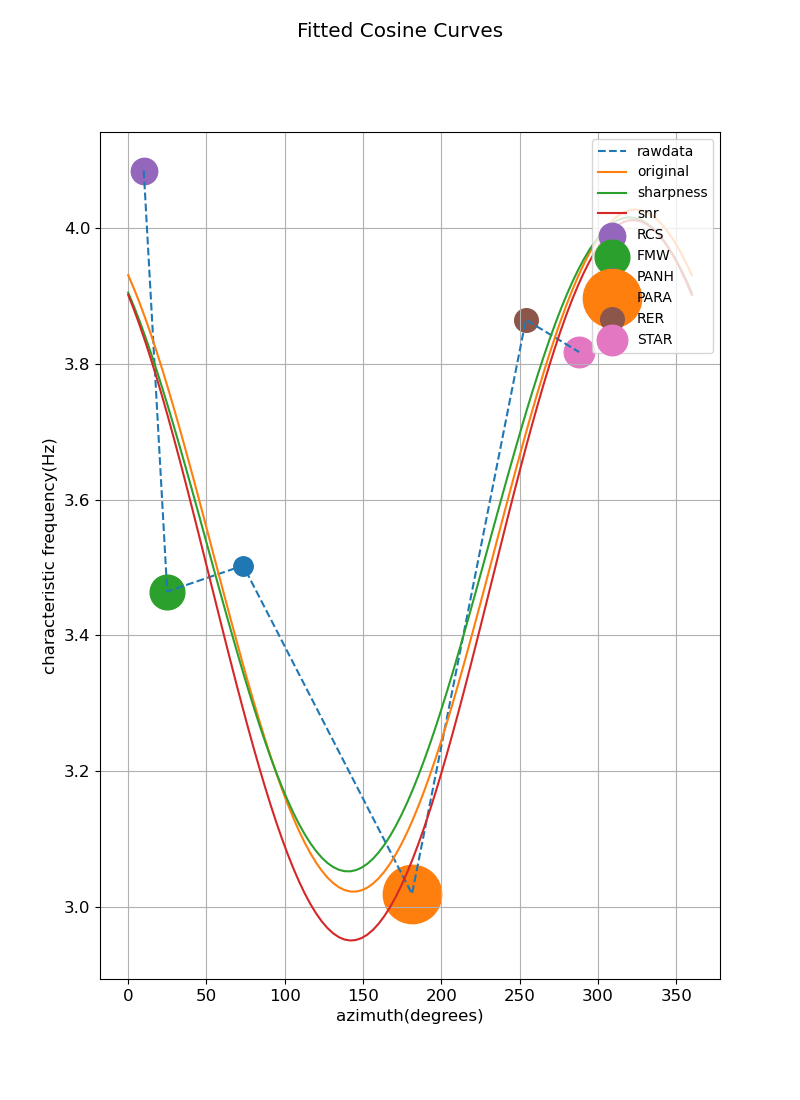 Fitted Cosine Curves
rawdata
original
sharpness
snr
RCS
FMW
PANH
PARA
RER
STAR
4.0
3.8
3.6
3.4
3.2
3.0
characteristic frequency(Hz)
0 50 100 150 200 250 300 350
azimuth(degrees)